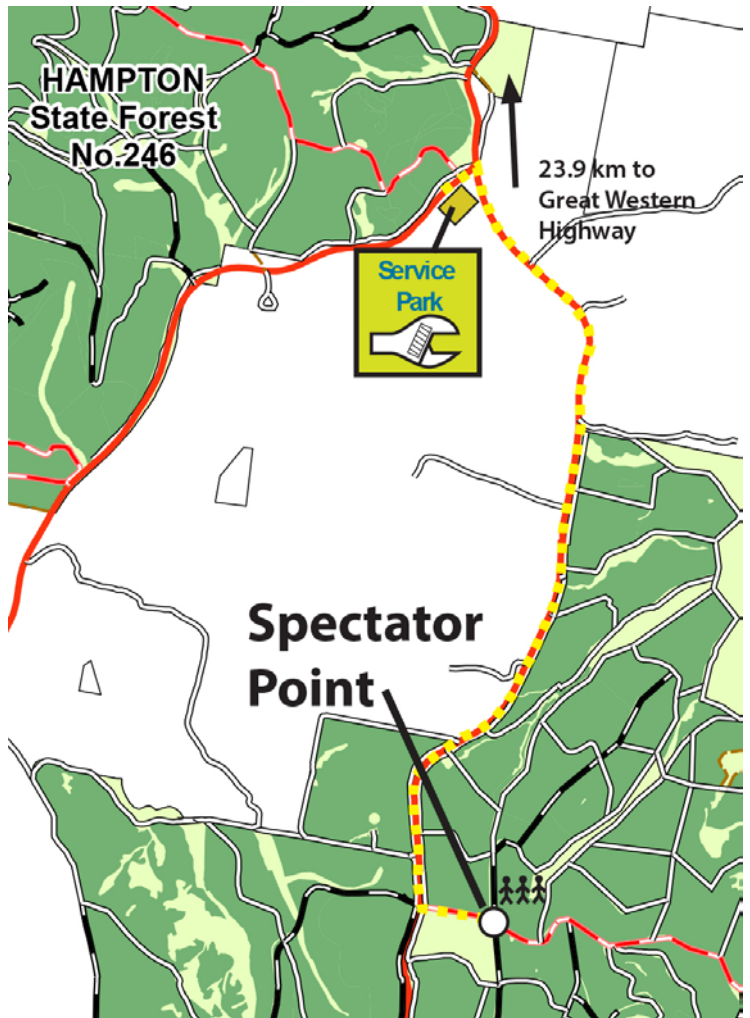 HAMPTON
State Forest
No.246
23.9 km to
Great Western
Highway
Service
Park
Spectator
Point